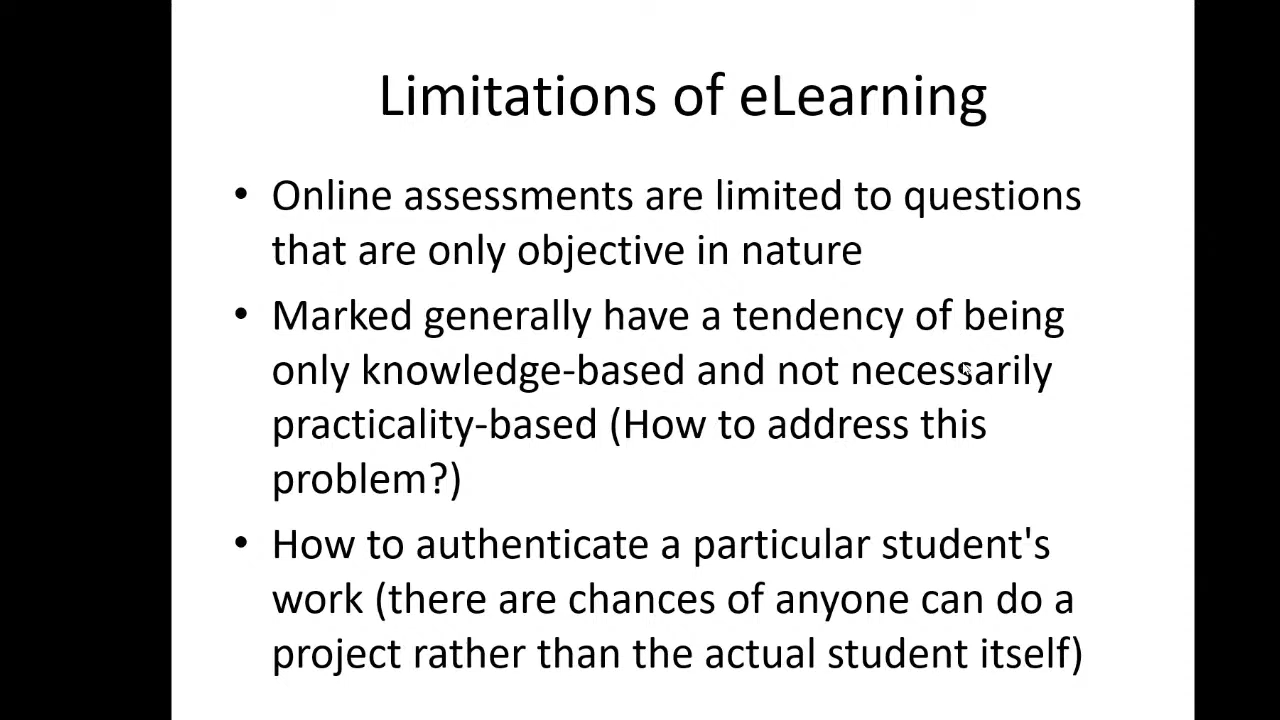 Limitations of eLearning
• Online assessments are limited to questions
that are only objective in nature
• Marked generally have a tendency of being
only knowledge-based and not necessarily
practicality-based (How to address this
problem?)
• How to authenticate a particular student's
work (there are chances of anyone can do a
project rather than the actual student itself)